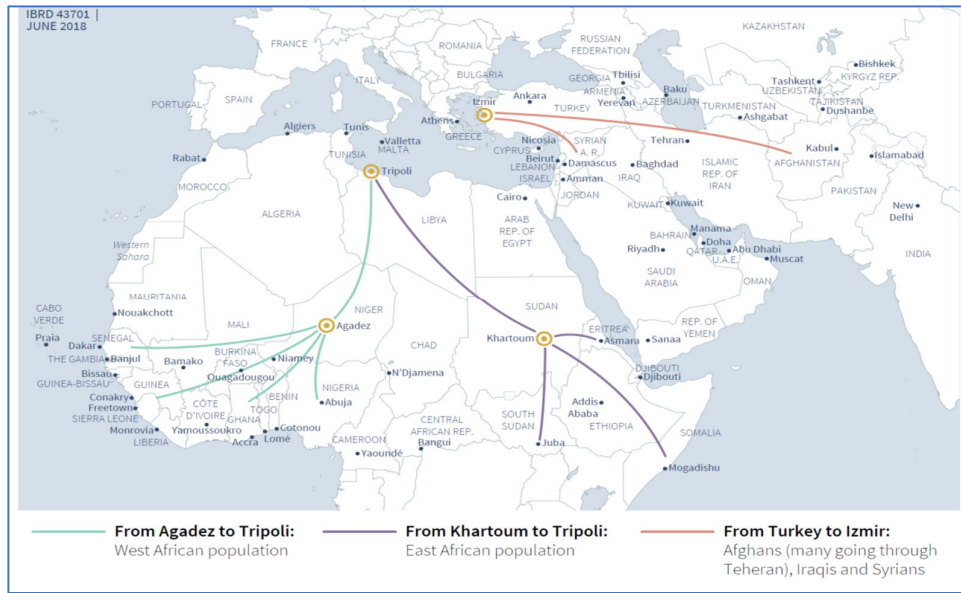 IBRD 43701 |
JUNE 2018
FRANCE
PORTUGAL
SPAIN
ITALY
ROMANIA
BULGARIA
RUSSIAN
FEDERATION
KAZAKHSTAN
GEORGIA
Tbilisi
ARMENIA
Yerevan
Baku
AZERBAIJAN
Tashkent
UZBEKISTAN
Bishkek
KYRGYZ REP.
TAJIKISTAN
Dushanbe
TURKMENISTAN
Ashgabat
Izmir
Ankara
TURKEY
Athens
GREECE
Algiers
Tunis
Valletta
MALTA
TUNISIA
Rabat
MOROCCO
Tripoli
Nicosia
CYPRUS
SYRIAN
A. R.
Beirut
LEBANON
Damascus
ISRAEL
Amman
JORDAN
Baghdad
IRAQ
Tehran
ISLAMIC
REP. OF
IRAN
Kabul
AFGHANISTAN
Islamabad
PAKISTAN
New
Delhi
INDIA
ALGERIA
LIBYA
Cairo
ARAB
REP. OF
EGYPT
KUWAIT
Kuwait
BAHRAIN
Manama
Doha
QATAR
Abu Dhabi
U.A.E.
Muscat
OMAN
Riyadh
SAUDI
ARABIA
Western
Sahara
MAURITANIA
Nouakchott
CABO
VERDE
Praia
MALI
NIGER
Agadez
CHAD
SUDAN
Khartoum
ERITREA
Asmara
REP. OF
YEMEN
Sanaa
Dakar
SENEGAL
THE GAMBIA
Banjul
Bissau
GUINEA-BISSAU
Bamako
BURKINA
FASO
Ouagadougou
Niamey
N'Djamena
DJIBOUTI
Djibouti
GUINEA
Conakry
Freetown
SIERRA LEONE
Monrovia
LIBERIA
CÔTE
D'IVOIRE
Yamoussoukro
GHANA
Accra
TOGO
Lomé
BENIN
Cotonou
NIGERIA
Abuja
CAMEROON
Yaoundé
CENTRAL
AFRICAN REP.
Bangui
SOUTH
SUDAN
Juba
Addis
Ababa
ETHIOPIA
SOMALIA
Mogadishu
From Agadez to Tripoli:
West African population
From Khartoum to Tripoli:
East African population
From Turkey to Izmir:
Afghans (many going through
Teheran), Iraqis and Syrians